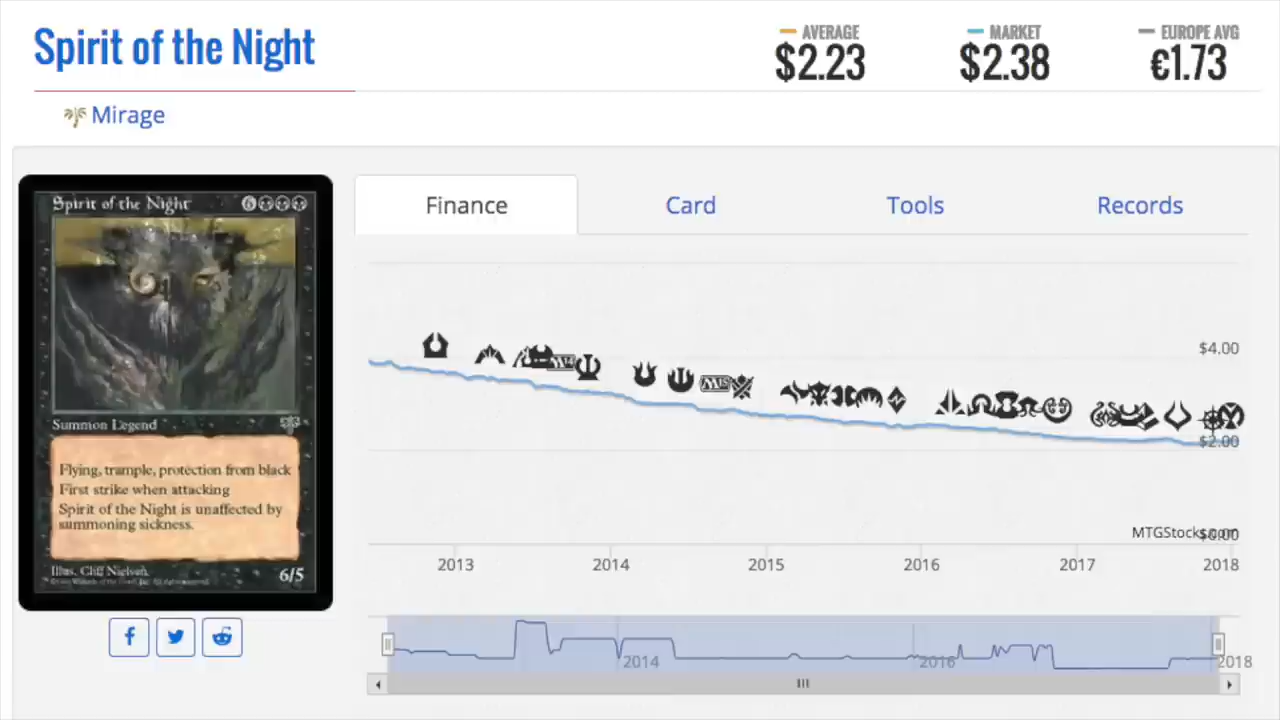 Spirit of the Night
AVERAGE
$2.23
MARKET
$2.38
EUROPE AVG
€1.73
Mirage
Spirit of the Night 6
Summon Legend
Flying, trample, protection from black
First strike when attacking
Spirit of the Night is unaffected by
summoning sickness.
Illus. Cliff Nielsen
6/5
Finance
Card
Tools
Records
$4.00
M14
M15
$2.00
MTGStocks.com
$0.00
2013
2014
2015
2016
2017
2018
2014
2016
2018